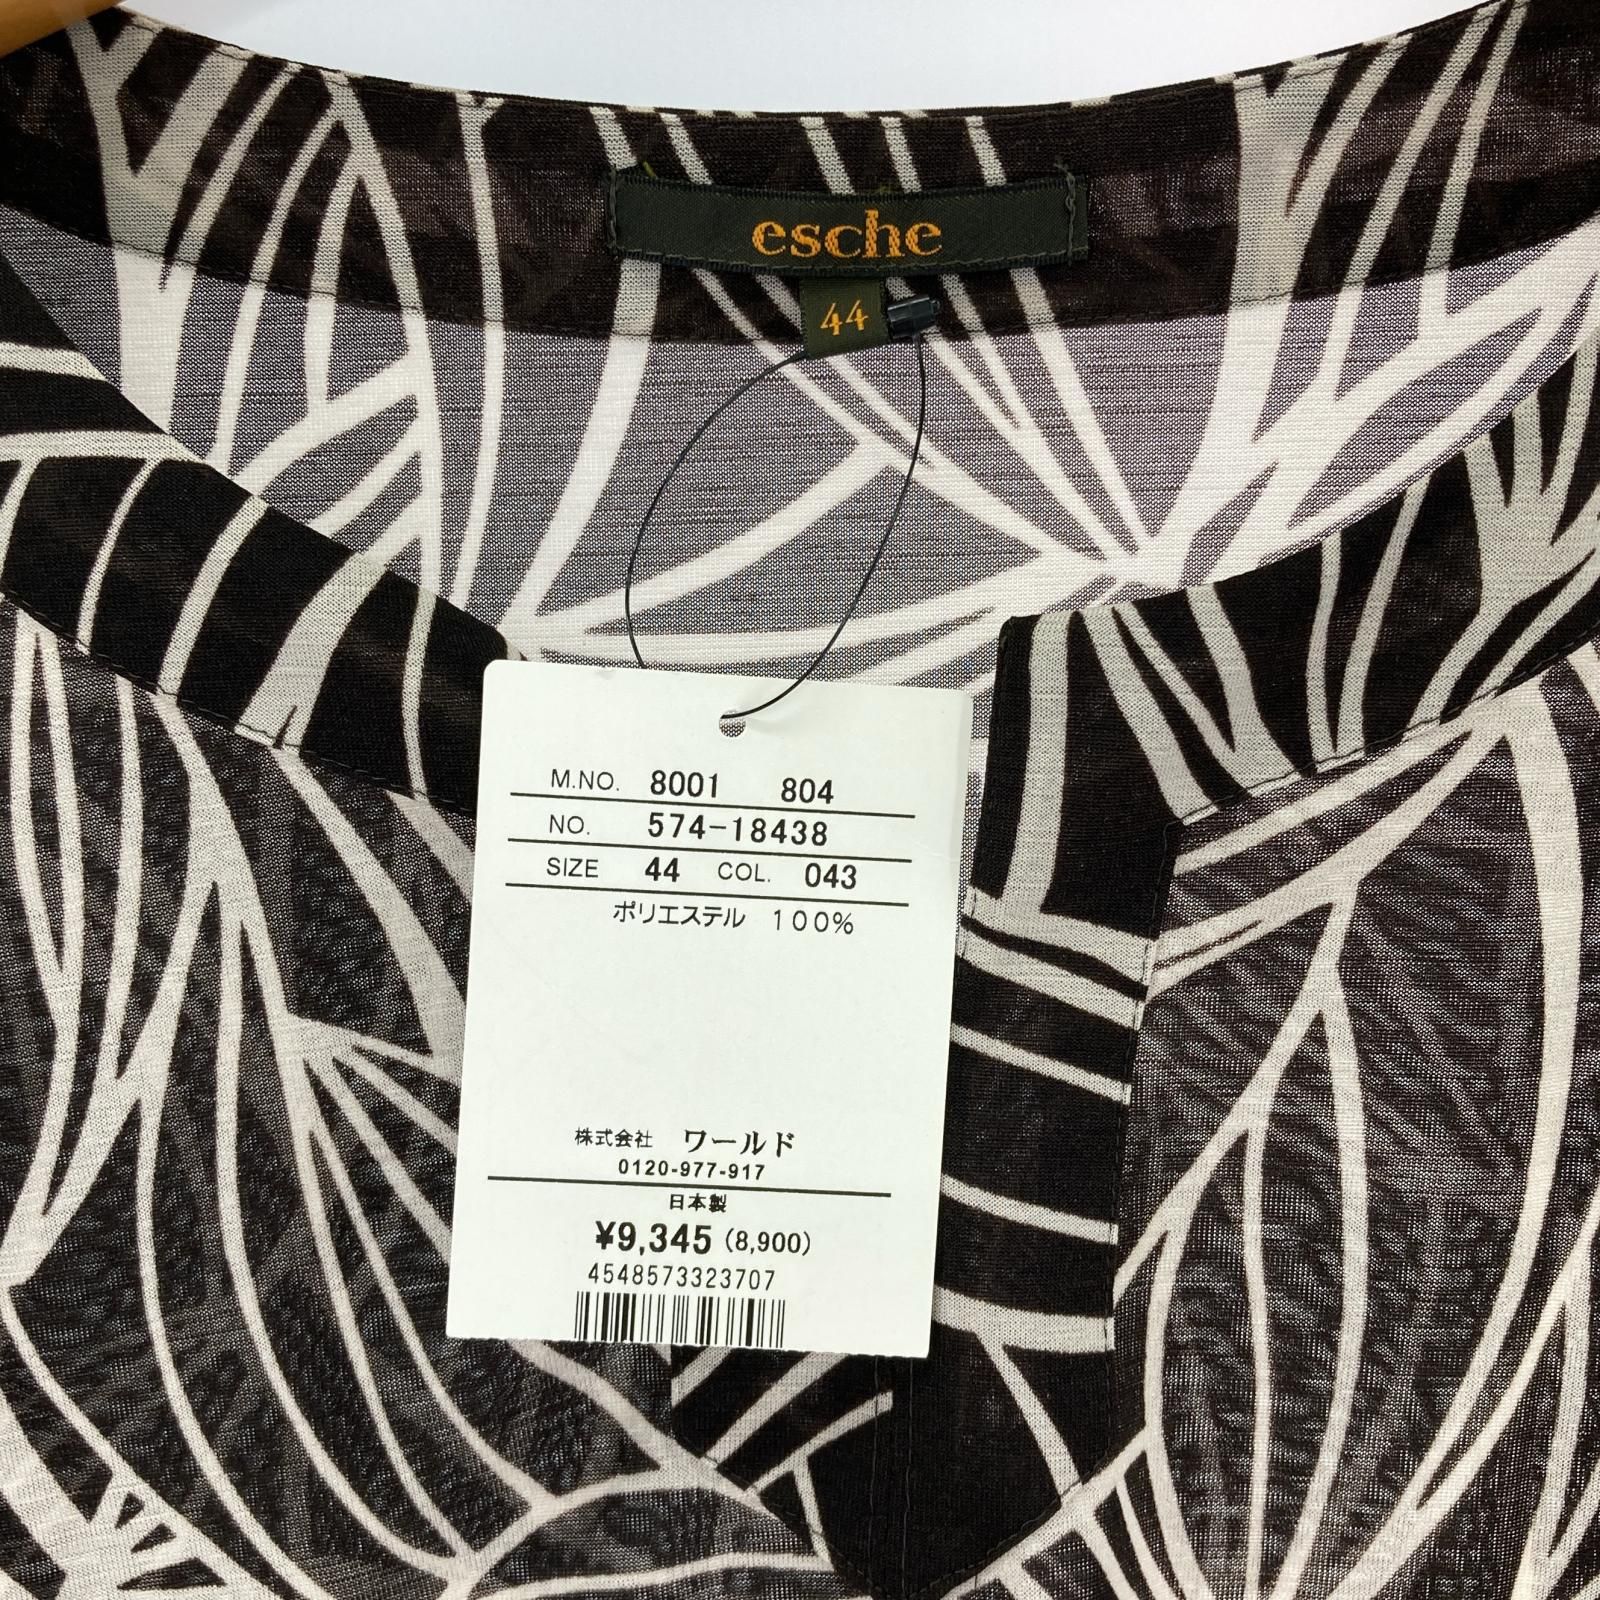 esche
44
M.NO. 8001 804
NO. 574-18438
SIZE 44 COL. 043
ポリエステル 100%
株式会社 ワールド
0120-977-917
日本製
¥9,345 (8,900)
4548573323707